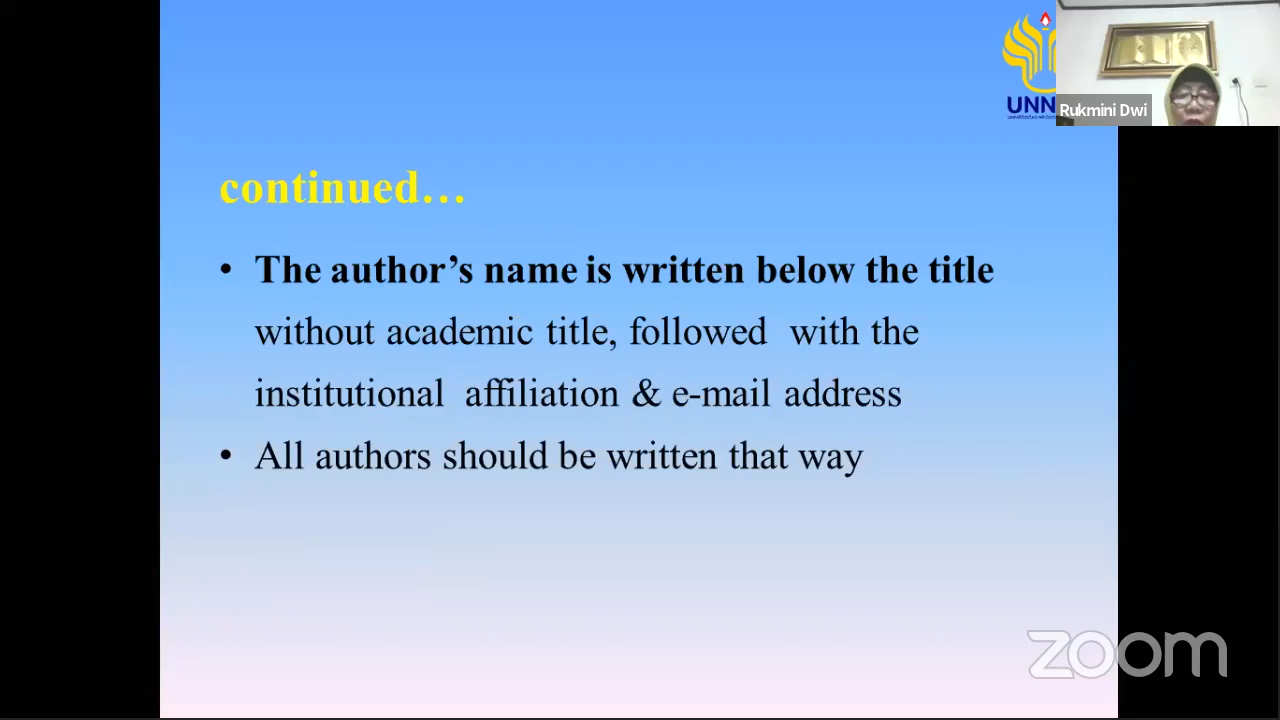 UNN
Rukmini Dwi
continued…
• The author’s name is written below the title
without academic title, followed with the
institutional affiliation & e-mail address
• All authors should be written that way
zoom